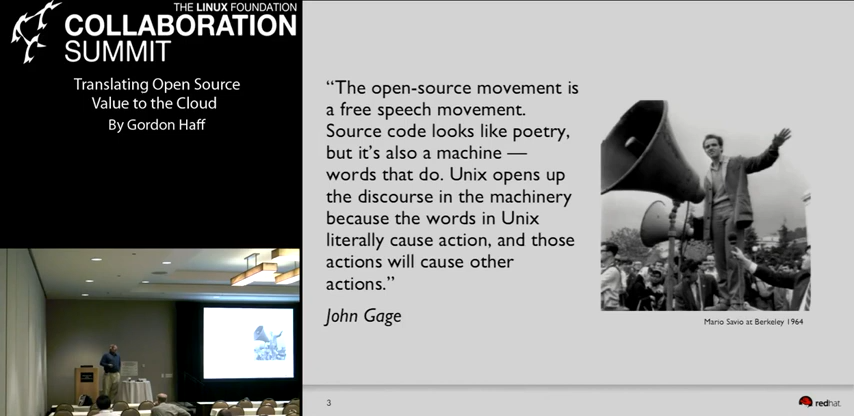 THE LINUX FOUNDATION
COLLABORATION
SUMMIT
Translating Open Source
Value to the Cloud
By Gordon Haff
“The open-source movement is
a free speech movement.
Source code looks like poetry,
but it’s also a machine —
words that do. Unix opens up
the discourse in the machinery
because the words in Unix
literally cause action, and those
actions will cause other
actions.”
John Gage
Mario Savio at Berkeley 1964
3
redhat.